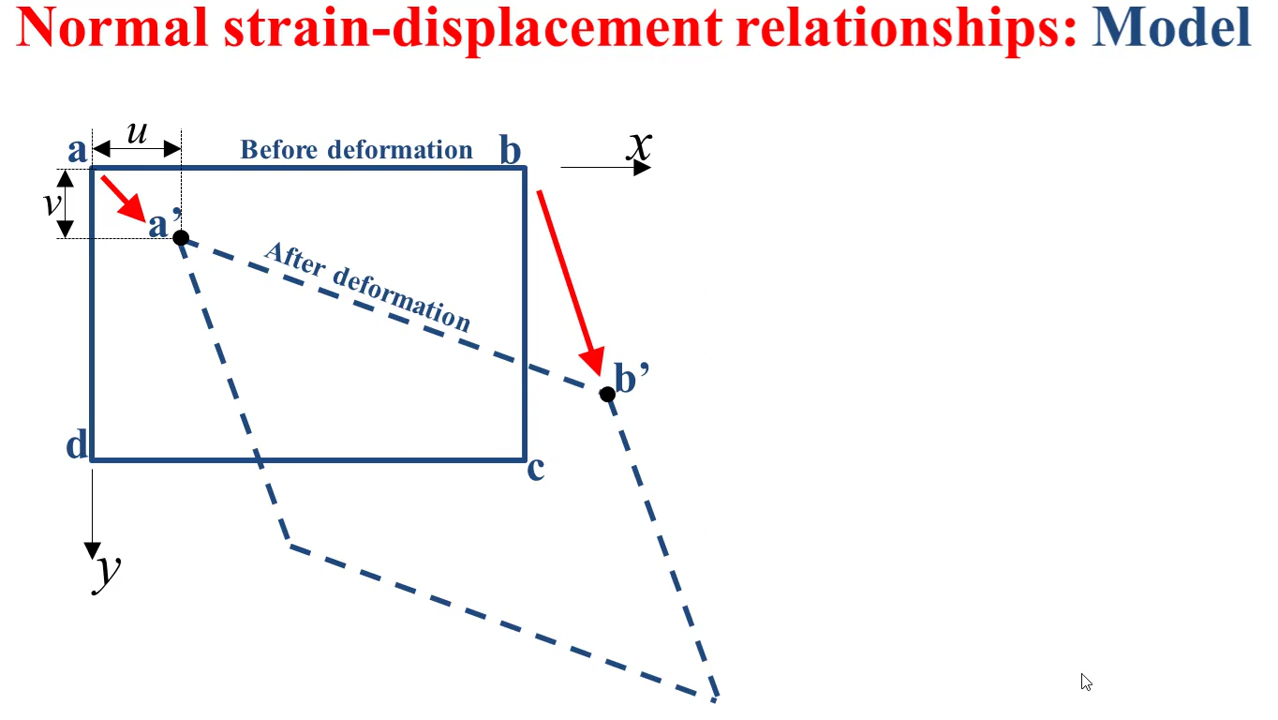 Normal strain-displacement relationships: Model
u
x
a
Before deformation
b
v
a’
After deformation
b’
d
c
y